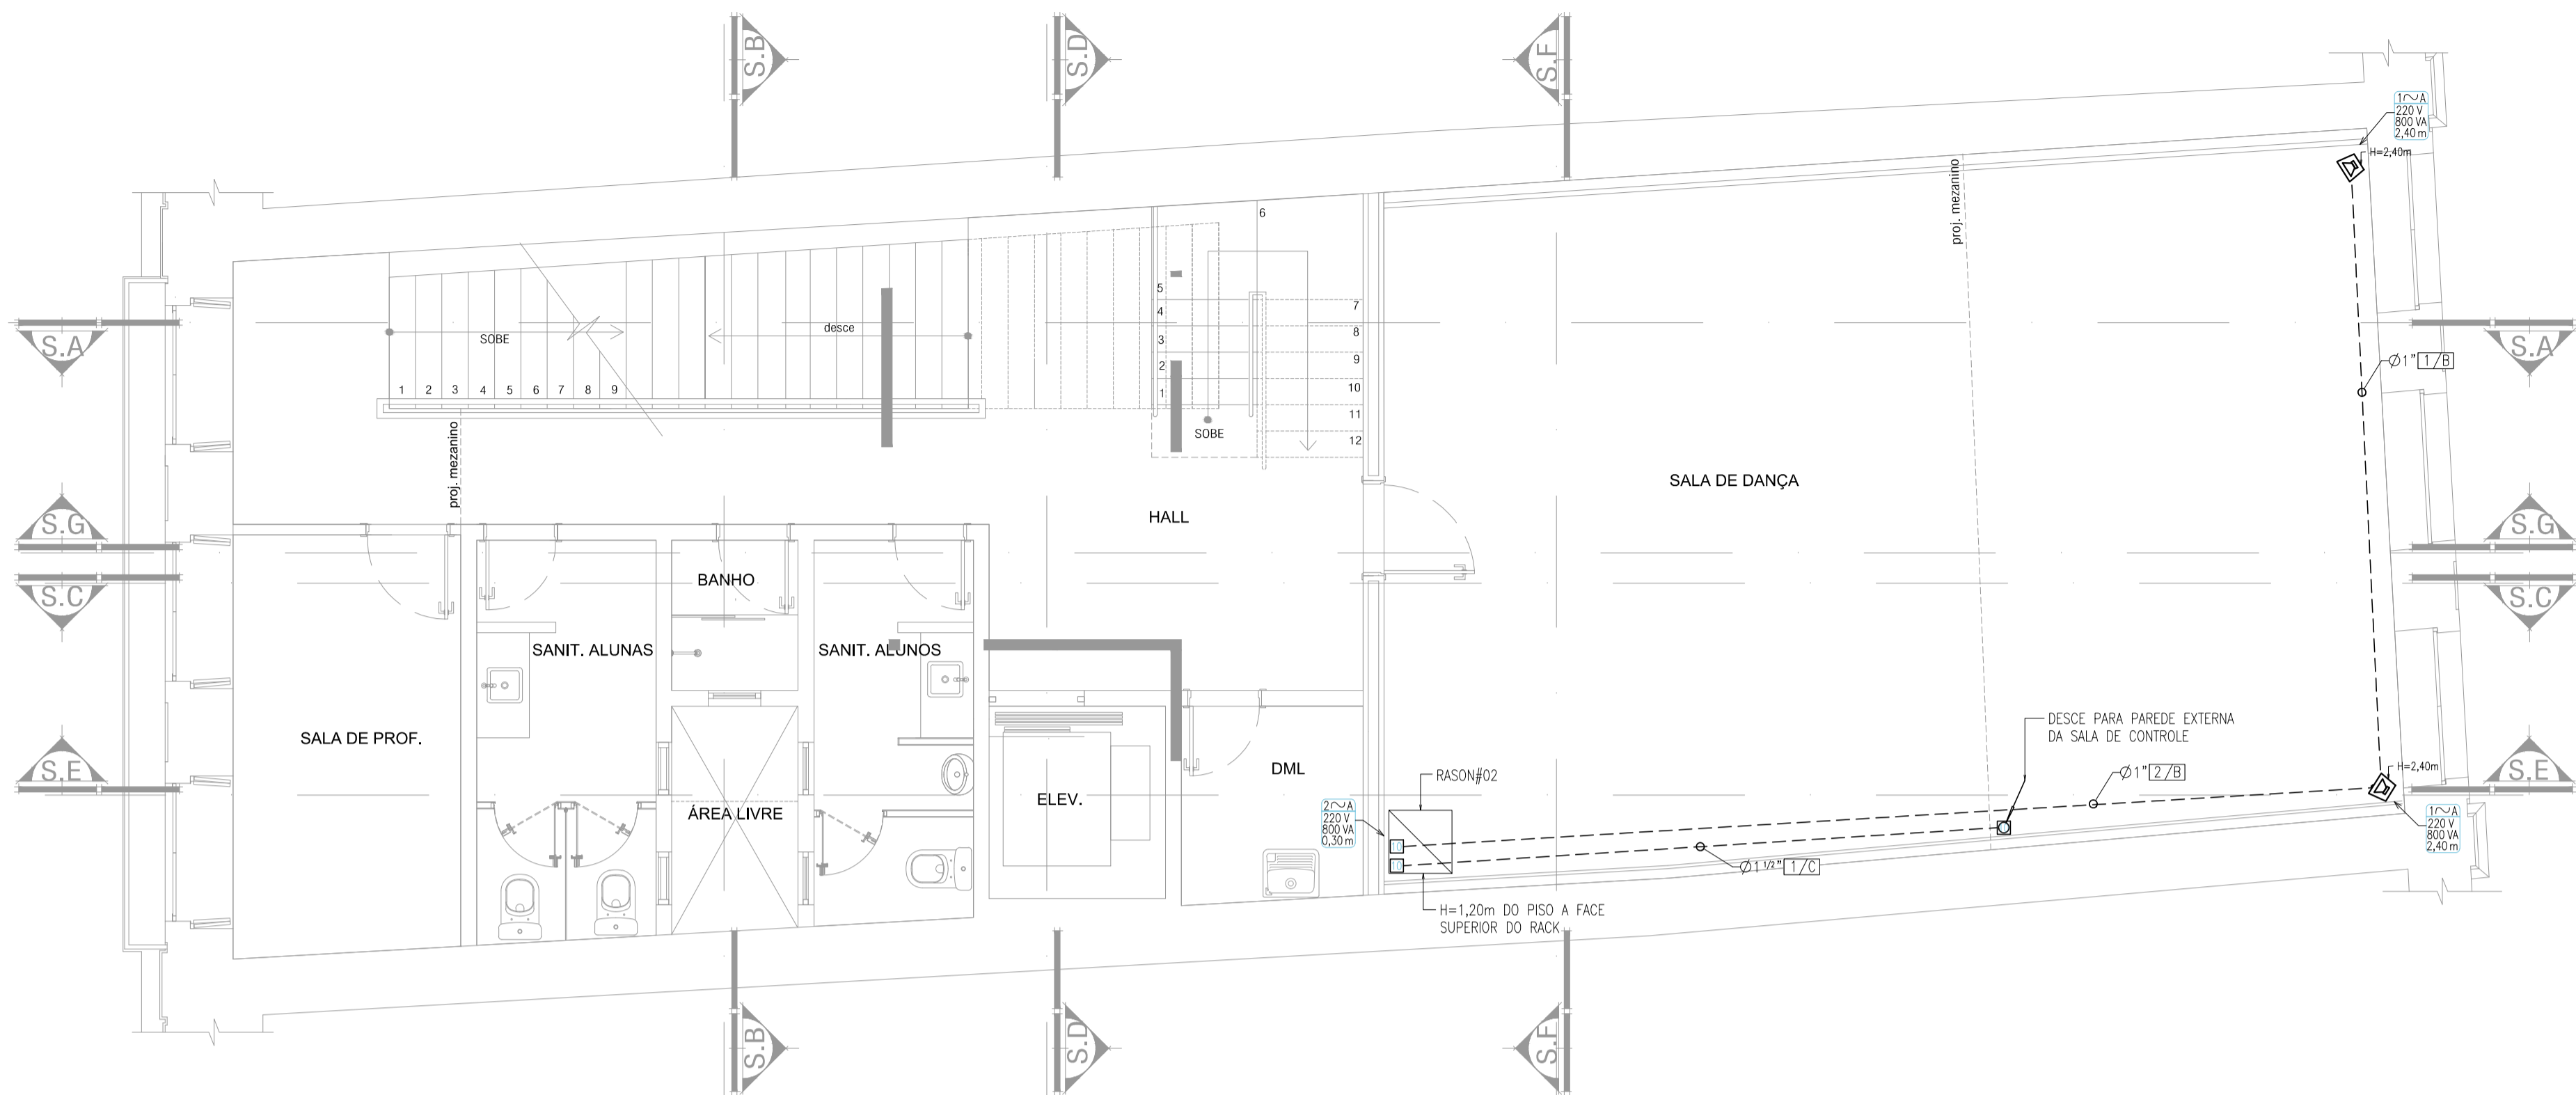 S.B
S.D
S.F
1∿A
220 V
800 VA
2,40 m
H=2,40m
proj. mezanino
6
5
4
3
2
1
7
8
9
10
11
12
SOBE
SOBE
desce
1 2 3 4 5 6 7 8 9
S.A
S.A
Ø1" 1/B
proj. mezanino
SALA DE DANÇA
HALL
S.G
S.G
BANHO
S.C
S.C
SANIT. ALUNAS
SANIT. ALUNOS
SALA DE PROF.
DESCE PARA PAREDE EXTERNA
DA SALA DE CONTROLE
S.E
S.E
DML
RASON#02
Ø1" 2/B
H=2,40m
ELEV.
ÁREA LIVRE
2∿A
220 V
800 VA
0,30 m
1∿A
220 V
800 VA
2,40 m
10
10
Ø1 1/2" 1/C
H=1,20m DO PISO A FACE
SUPERIOR DO RACK
S.B
S.D
S.F